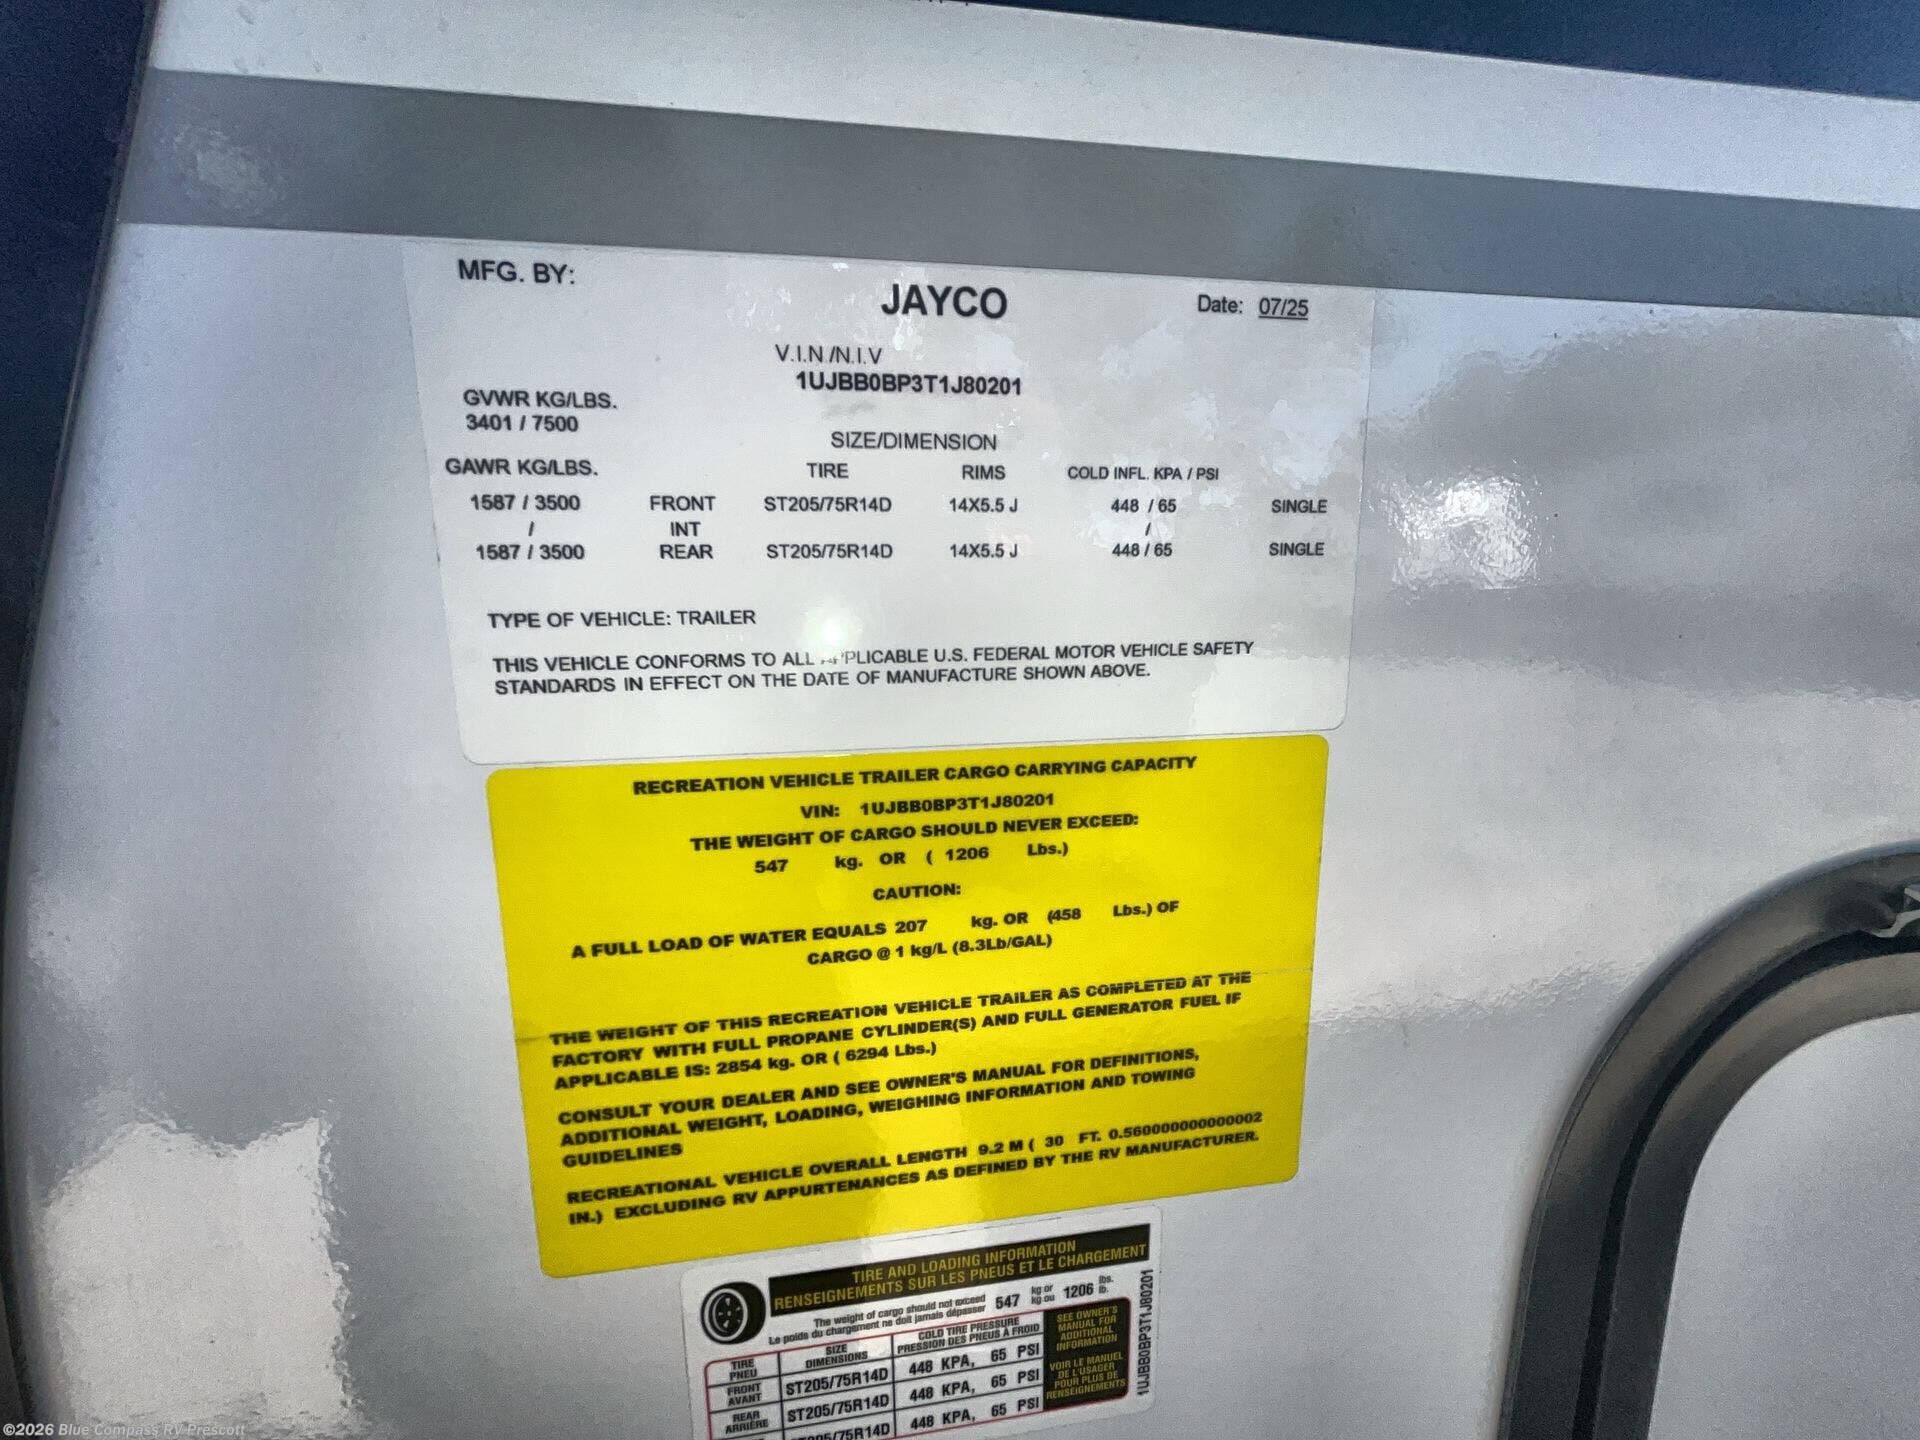 MFG. BY:
JAYCO
Date: 07/25
V.I.N /N.I.V
1UJBB0BP3T1J80201
GVWR KG/LBS.
3401 / 7500
SIZE/DIMENSION
GAWR KG/LBS. TIRE RIMS COLD INFL. KPA / PSI
1587 / 3500 FRONT ST205/75R14D 14X5.5 J 448 / 65 SINGLE
/ INT /
1587 / 3500 REAR ST205/75R14D 14X5.5 J 448 / 65 SINGLE
TYPE OF VEHICLE: TRAILER
THIS VEHICLE CONFORMS TO ALL APPLICABLE U.S. FEDERAL MOTOR VEHICLE SAFETY
STANDARDS IN EFFECT ON THE DATE OF MANUFACTURE SHOWN ABOVE.
RECREATION VEHICLE TRAILER CARGO CARRYING CAPACITY
VIN: 1UJBB0BP3T1J80201
THE WEIGHT OF CARGO SHOULD NEVER EXCEED:
547 kg. OR ( 1206 Lbs.)
CAUTION:
A FULL LOAD OF WATER EQUALS 207 kg. OR (458 Lbs.) OF
CARGO @ 1 kg/L (8.3Lb/GAL)
THE WEIGHT OF THIS RECREATION VEHICLE TRAILER AS COMPLETED AT THE
FACTORY WITH FULL PROPANE CYLINDER(S) AND FULL GENERATOR FUEL IF
APPLICABLE IS: 2854 kg. OR ( 6294 Lbs.)
CONSULT YOUR DEALER AND SEE OWNER'S MANUAL FOR DEFINITIONS,
ADDITIONAL WEIGHT, LOADING, WEIGHING INFORMATION AND TOWING
GUIDELINES
RECREATIONAL VEHICLE OVERALL LENGTH 9.2 M ( 30 FT. 0.560000000000002
IN.) EXCLUDING RV APPURTENANCES AS DEFINED BY THE RV MANUFACTURER.
TIRE AND LOADING INFORMATION
RENSEIGNEMENTS SUR LES PNEUS ET LE CHARGEMENT
The weight of cargo should not exceed 547 kg or 1206 lbs.
Le poids du chargement ne doit jamais dépasser kg ou lb.
TIRE SIZE COLD TIRE PRESSURE
PNEU DIMENSIONS PRESSION DES PNEUS À FROID
FRONT ST205/75R14D 448 KPA, 65 PSI
AVANT
REAR ST205/75R14D 448 KPA, 65 PSI
ARRIÈRE
ST205/75R14D 448 KPA, 65 PSI
SEE OWNER'S
MANUAL FOR
ADDITIONAL
INFORMATION
VOIR LE MANUEL
DE L'USAGER
POUR PLUS DE
RENSEIGNEMENTS
1UJBB0BP3T1J80201
©2026 Blue Compass RV Prescott